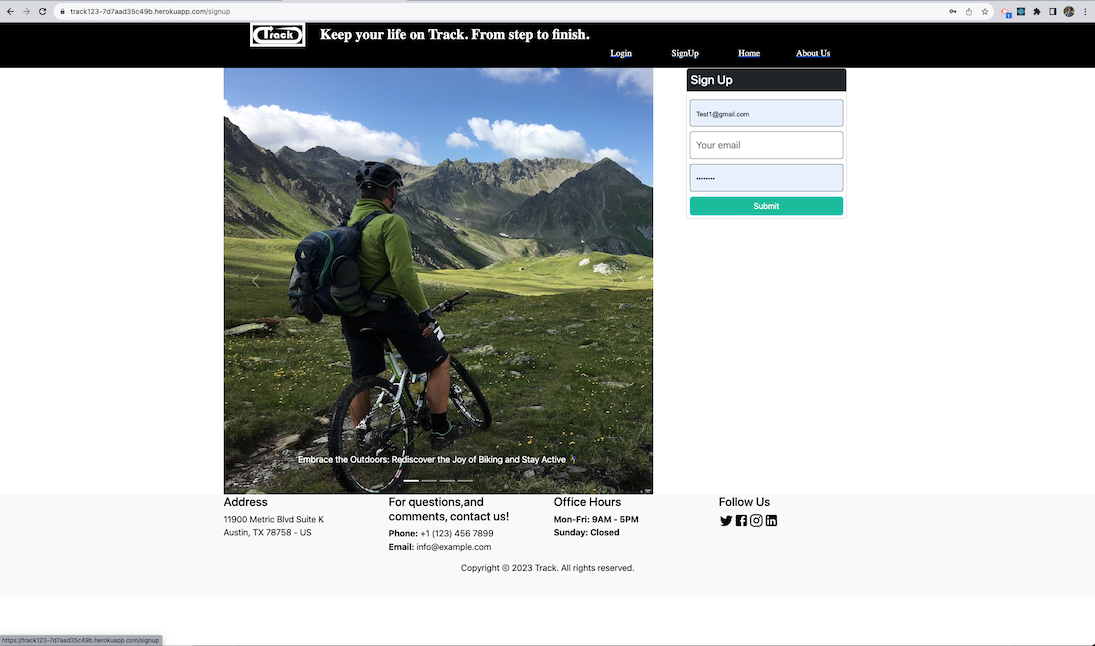 track123-7d7aad35c49b.herokuapp.com/signup
Track
Keep your life on Track. From step to finish.
Login SignUp Home About Us
Sign Up
Test1@gmail.com
Your email
••••••••
Submit
Embrace the Outdoors: Rediscover the Joy of Biking and Stay Active
Address
11900 Metric Blvd Suite K
Austin, TX 78758 - US
For questions,and
comments, contact us!
Phone: +1 (123) 456 7899
Email: info@example.com
Office Hours
Mon-Fri: 9AM - 5PM
Sunday: Closed
Follow Us
Copyright © 2023 Track. All rights reserved.
https://track123-7d7aad35c49b.herokuapp.com/signup